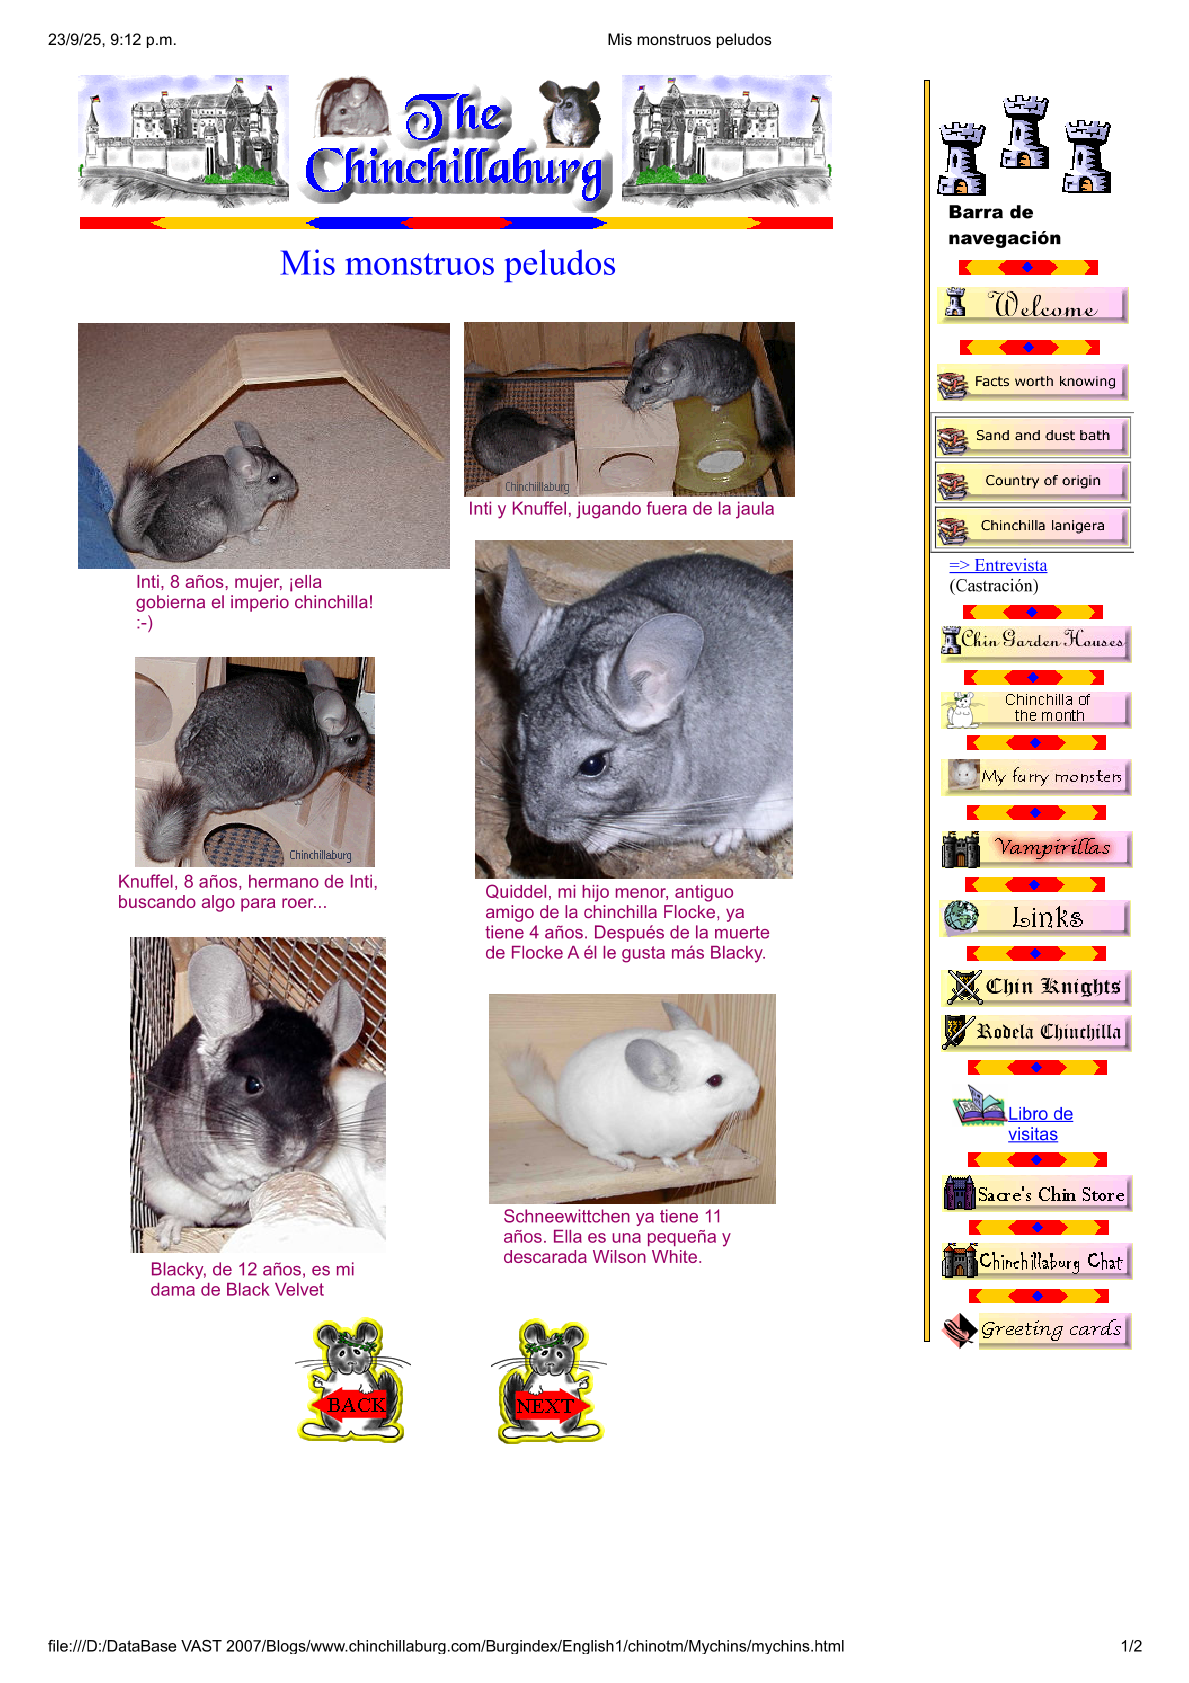 23/9/25, 9:12 p.m.
Mis monstruos peludos
The
Chinchillaburg
Mis monstruos peludos
Inti, 8 años, mujer, ¡ella
gobierna el imperio chinchilla!
:-)
Chinchillaburg
Inti y Knuffel, jugando fuera de la jaula
Chinchillaburg
Knuffel, 8 años, hermano de Inti,
buscando algo para roer...
Quiddel, mi hijo menor, antiguo
amigo de la chinchilla Flocke, ya
tiene 4 años. Después de la muerte
de Flocke A él le gusta más Blacky.
Blacky, de 12 años, es mi
dama de Black Velvet
Schneewittchen ya tiene 11
años. Ella es una pequeña y
descarada Wilson White.
BACK
NEXT
Barra de
navegación
Welcome
Facts worth knowing
Sand and dust bath
Country of origin
Chinchilla lanigera
=> Entrevista
(Castración)
Chin Garden Houses
Chinchilla of
the month
My furry monsters
Vampirillas
Links
Chin Knights
Rodela Chinchilla
Libro de
visitas
Sacre's Chin Store
Chinchillaburg Chat
Greeting cards
file:///D:/DataBase VAST 2007/Blogs/www.chinchillaburg.com/Burgindex/English1/chinotm/Mychins/mychins.html
1/2